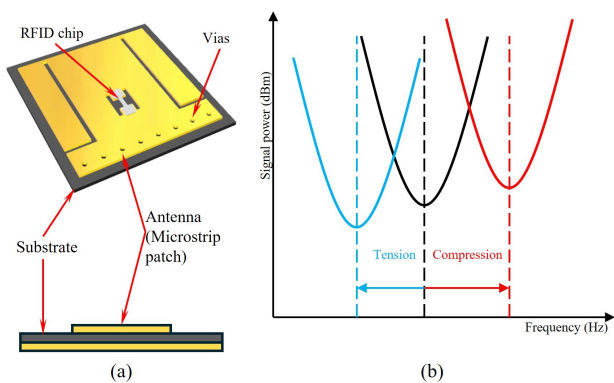 RFID chip
Vias
Antenna
(Microstrip
patch)
Substrate
(a)
Signal power (dBm)
Tension
Compression
Frequency (Hz)
(b)